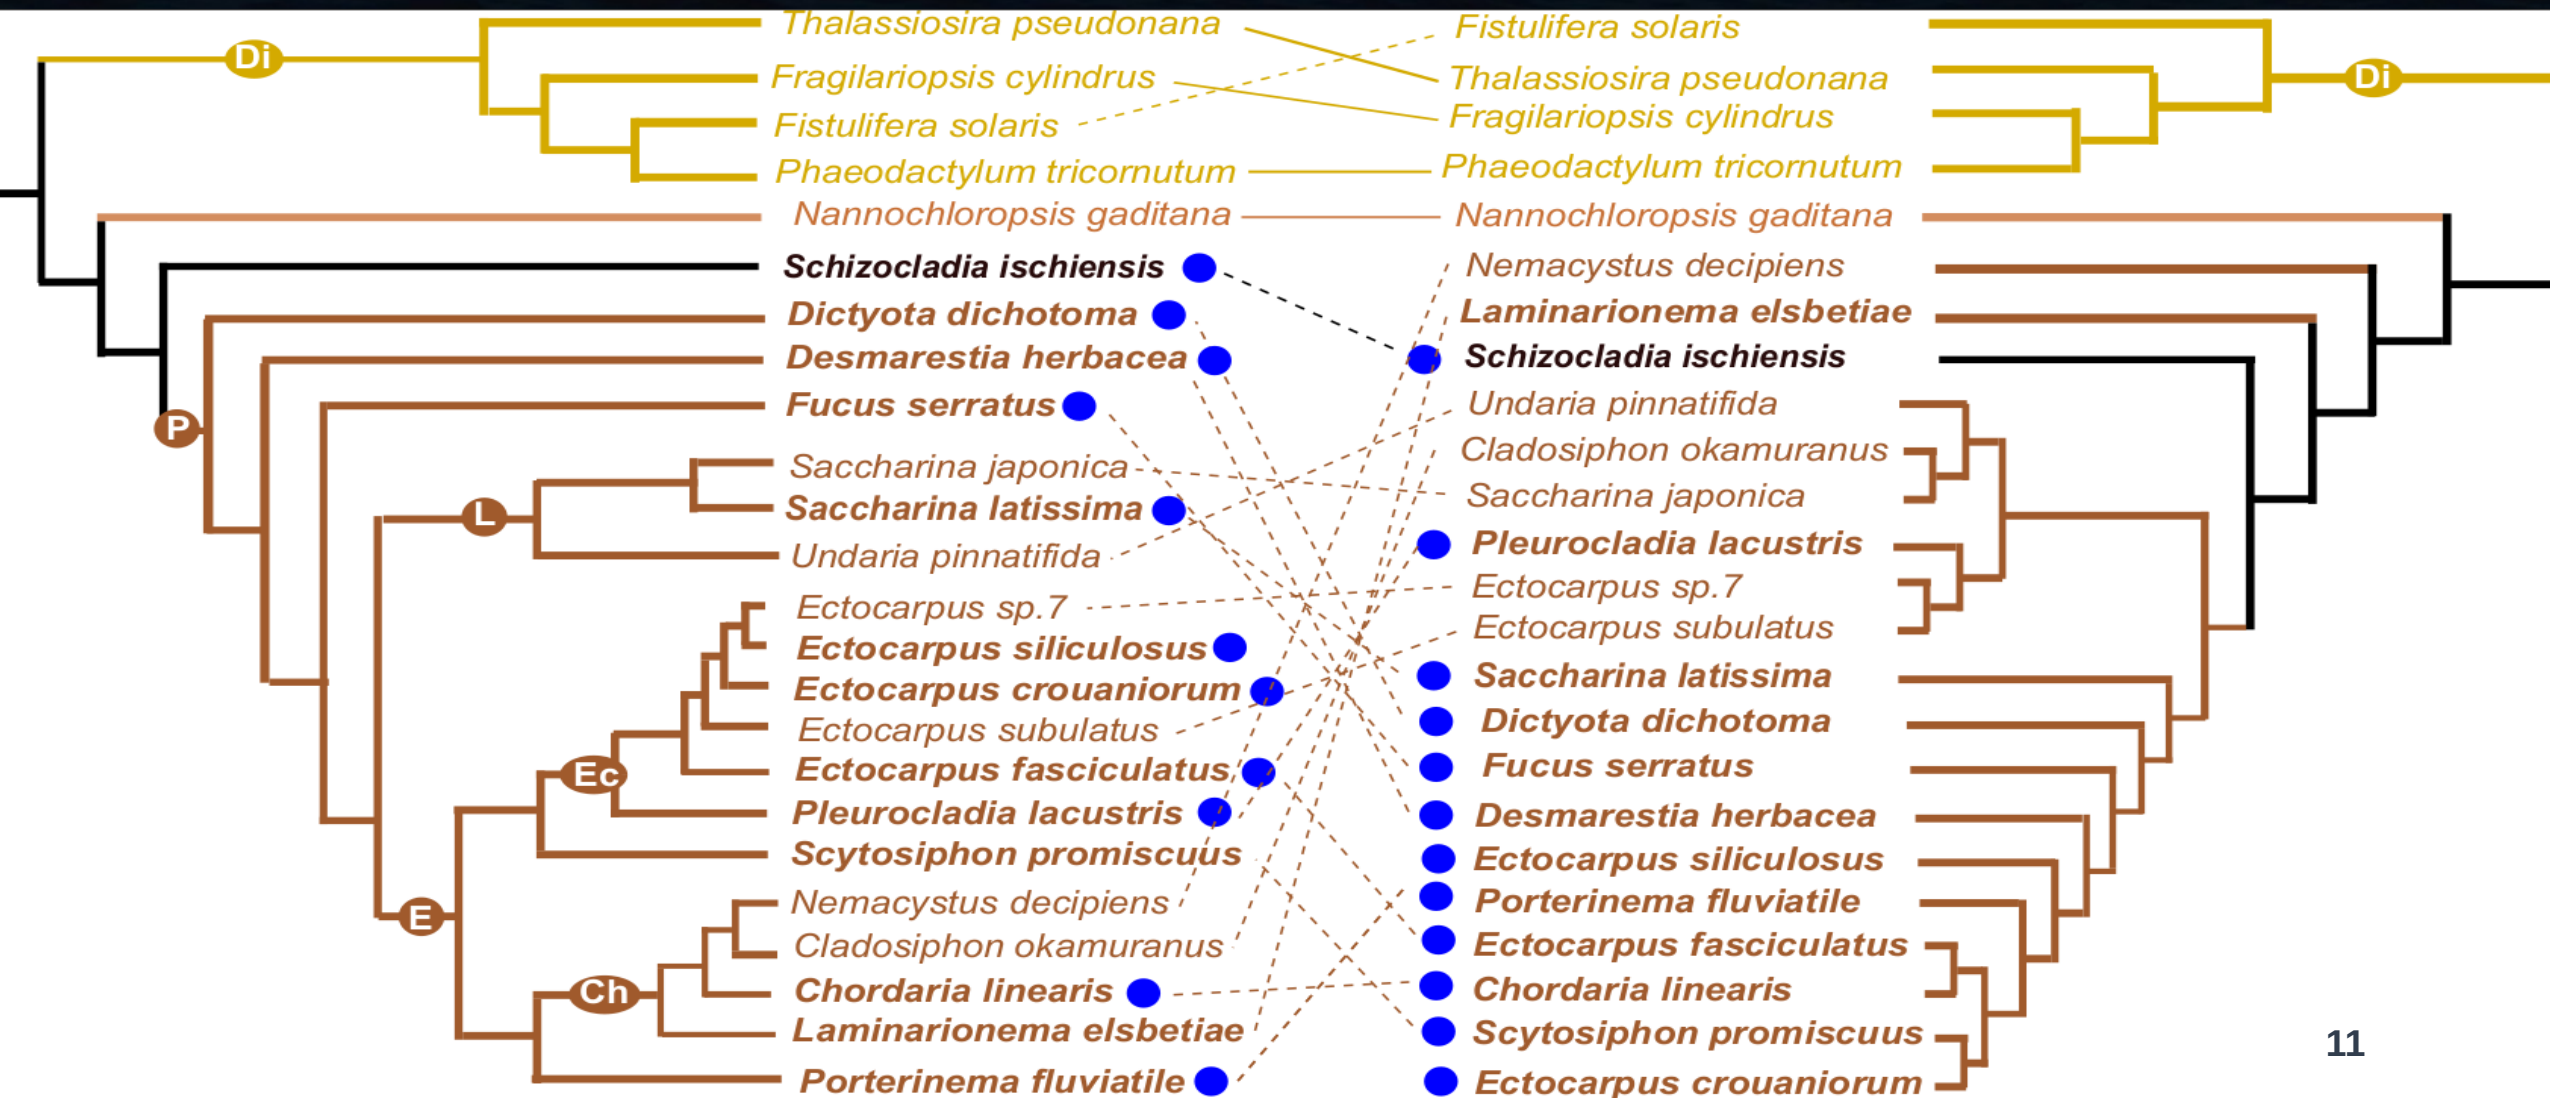 Di
Thalassiosira pseudonana
Fragilariopsis cylindrus
Fistulifera solaris
Phaeodactylum tricornutum
Nannochloropsis gaditana
Schizocladia ischiensis
Dictyota dichotoma
Desmarestia herbacea
Fucus serratus
P
Saccharina japonica
L
Saccharina latissima
Undaria pinnatifida
Ectocarpus sp.7
Ectocarpus siliculosus
Ectocarpus crouaniorum
Ectocarpus subulatus
Ec
Ectocarpus fasciculatus
Pleurocladia lacustris
Scytosiphon promiscuus
E
Nemacystus decipiens
Cladosiphon okamuranus
Ch
Chordaria linearis
Laminarionema elsbetiae
Porterinema fluviatile
Fistulifera solaris
Di
Thalassiosira pseudonana
Fragilariopsis cylindrus
Phaeodactylum tricornutum
Nannochloropsis gaditana
Nemacystus decipiens
Laminarionema elsbetiae
Schizocladia ischiensis
Undaria pinnatifida
Cladosiphon okamuranus
Saccharina japonica
Pleurocladia lacustris
Ectocarpus sp.7
Ectocarpus subulatus
Saccharina latissima
Dictyota dichotoma
Fucus serratus
Desmarestia herbacea
Ectocarpus siliculosus
Porterinema fluviatile
Ectocarpus fasciculatus
Chordaria linearis
Scytosiphon promiscuus
Ectocarpus crouaniorum
11